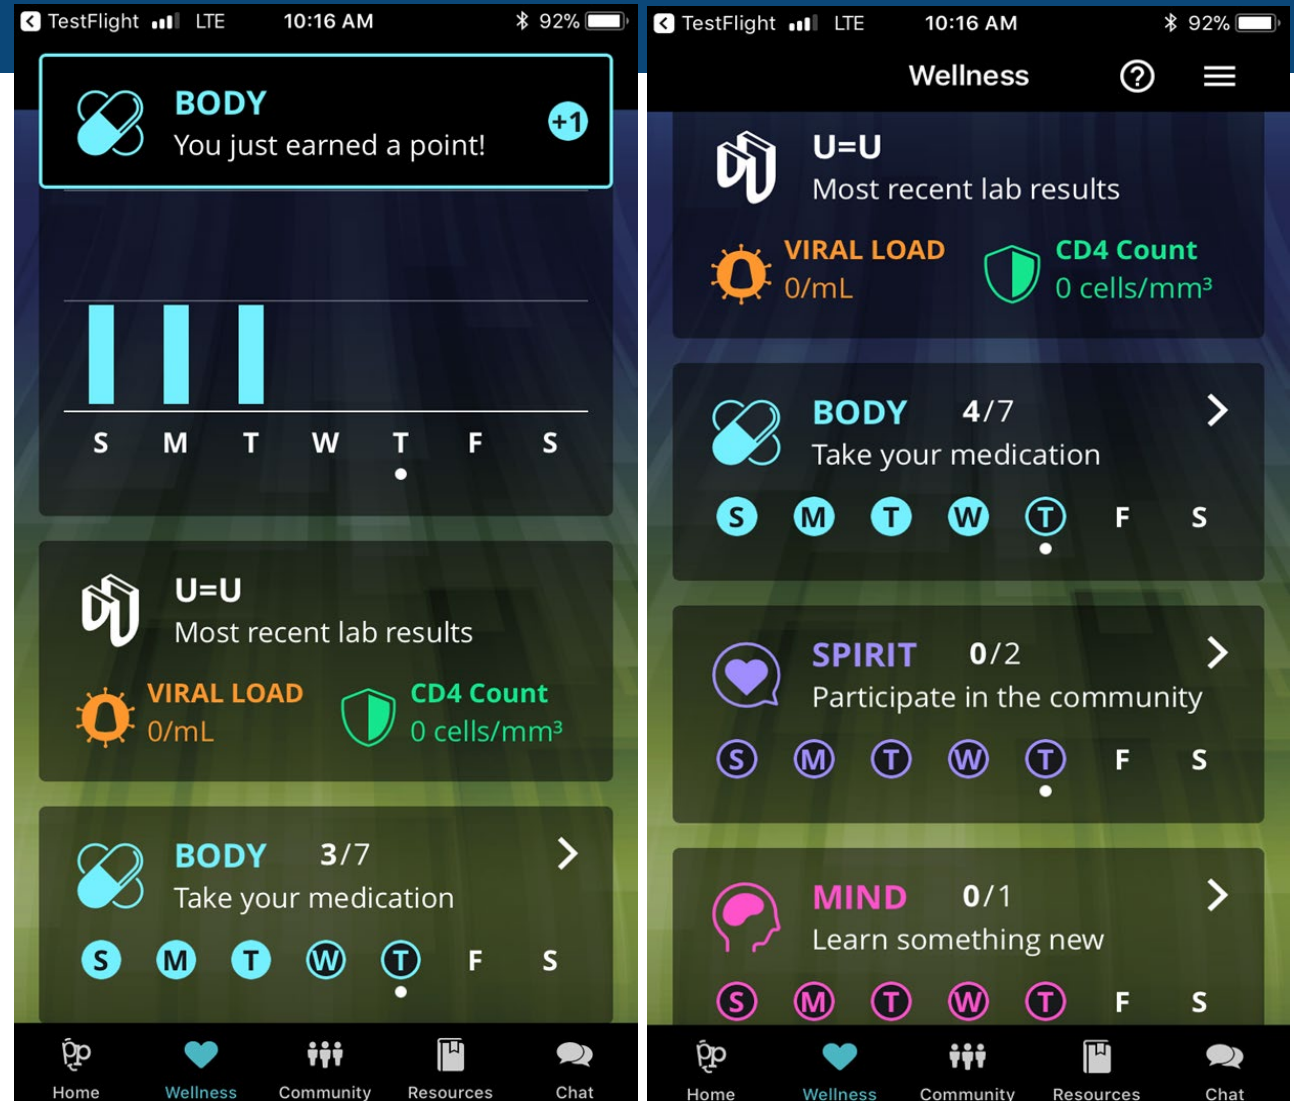 TestFlight LTE 10:16 AM 92%
BODY
You just earned a point!
+1
S M T W T F S
U=U
Most recent lab results
VIRAL LOAD
0/mL
CD4 Count
0 cells/mm³
BODY 3/7
Take your medication
S M T W T F S
Home Wellness Community Resources Chat
TestFlight LTE 10:16 AM 92%
Wellness ?
U=U
Most recent lab results
VIRAL LOAD
0/mL
CD4 Count
0 cells/mm³
BODY 4/7
Take your medication
S M T W T F S
SPIRIT 0/2
Participate in the community
S M T W T F S
MIND 0/1
Learn something new
S M T W T F S
Home Wellness Community Resources Chat